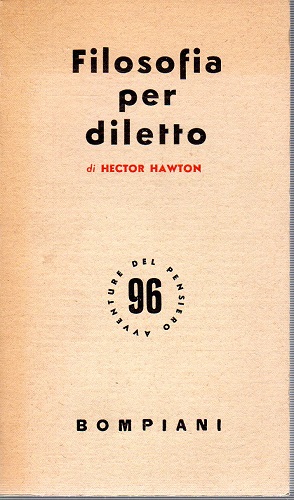 Filosofia
per
diletto
di HECTOR HAWTON
AVVENTURE DEL PENSIERO
96
BOMPIANI